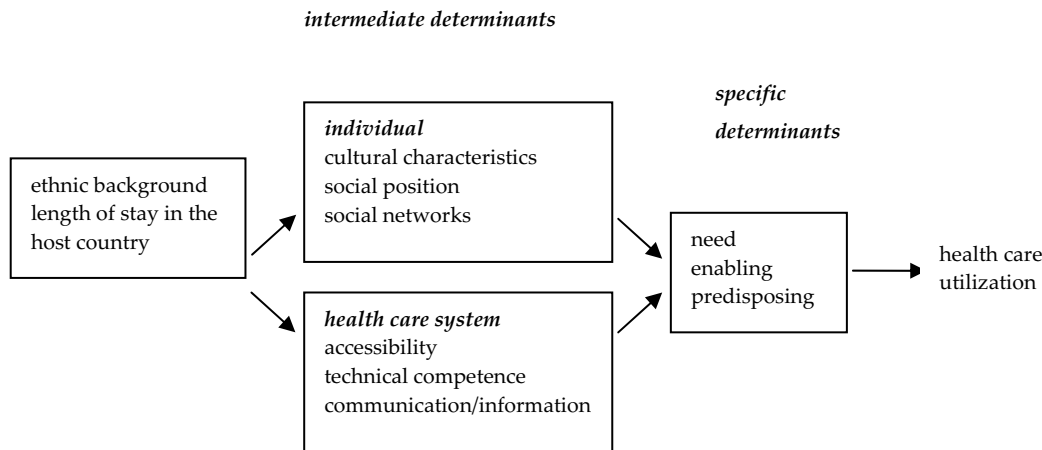 intermediate determinants
specific
determinants
individual
cultural characteristics
social position
social networks
ethnic background
length of stay in the
host country
need
enabling
predisposing
health care
utilization
health care system
accessibility
technical competence
communication/information